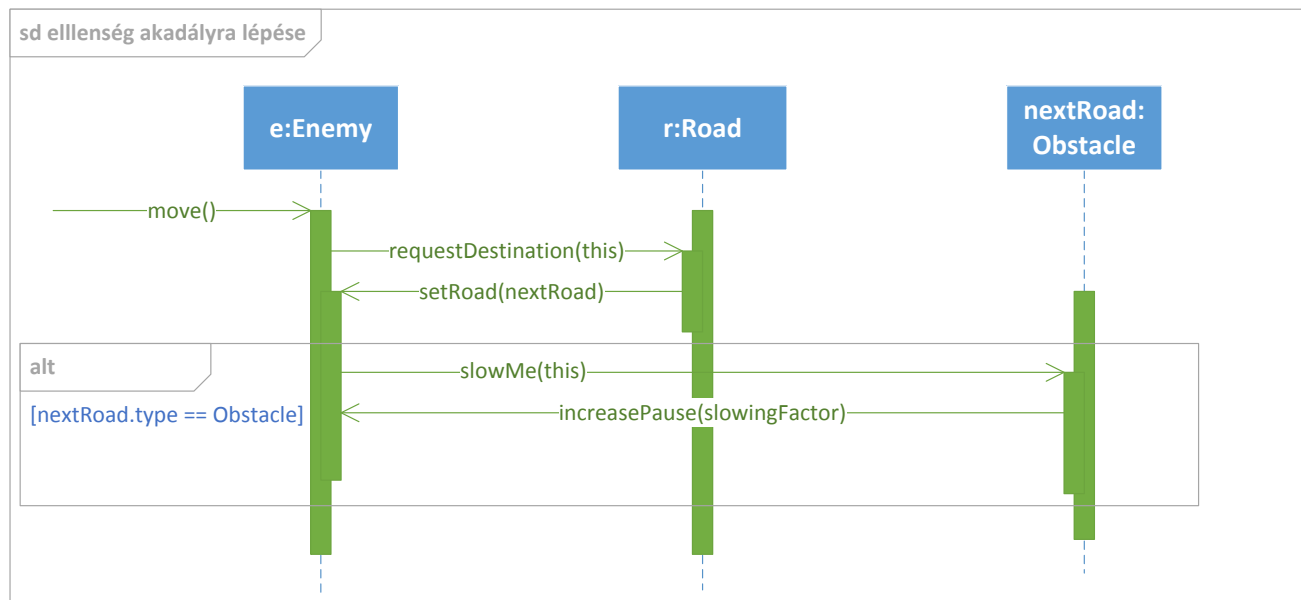 sd elllenség akadályra lépése
e:Enemy
r:Road
nextRoad:
Obstacle
move()
requestDestination(this)
setRoad(nextRoad)
alt
slowMe(this)
[nextRoad.type == Obstacle]
increasePause(slowingFactor)